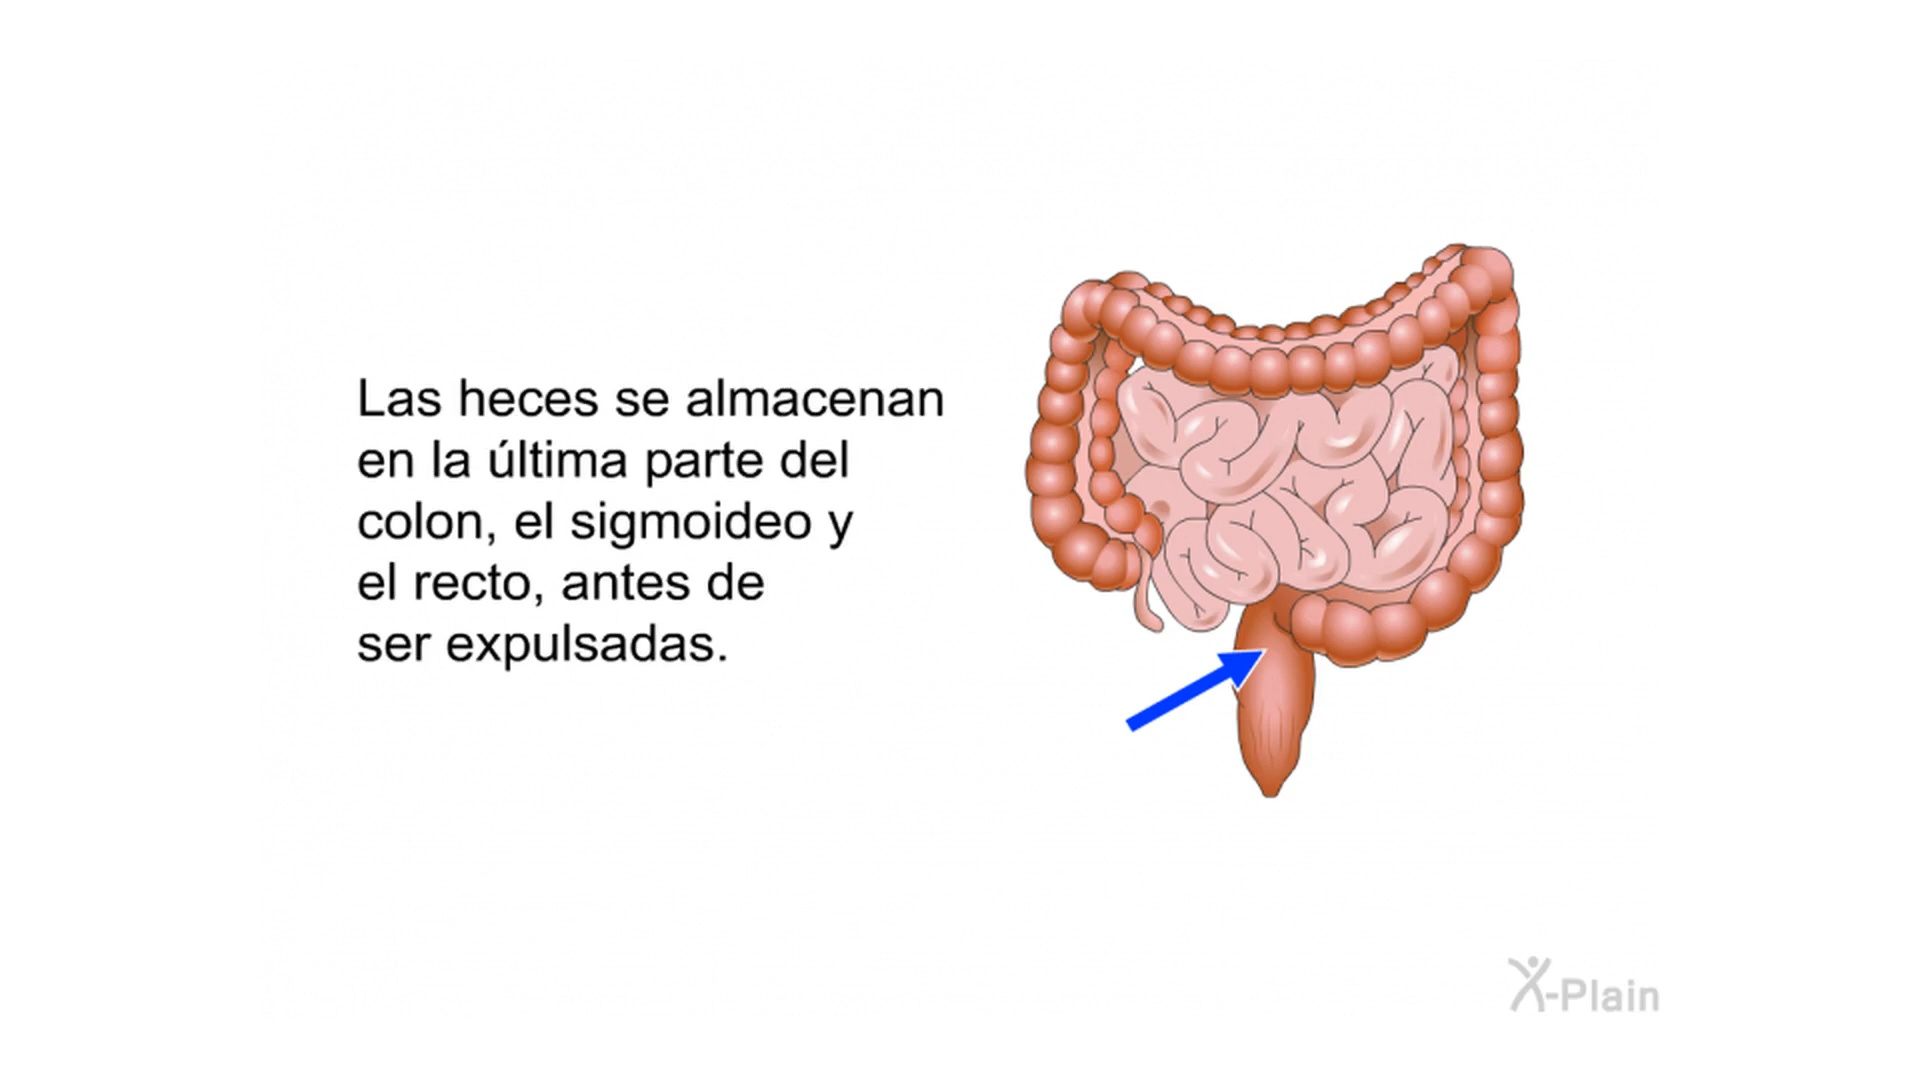 Las heces se almacenan
en la última parte del
colon, el sigmoideo y
el recto, antes de
ser expulsadas.
X-Plain